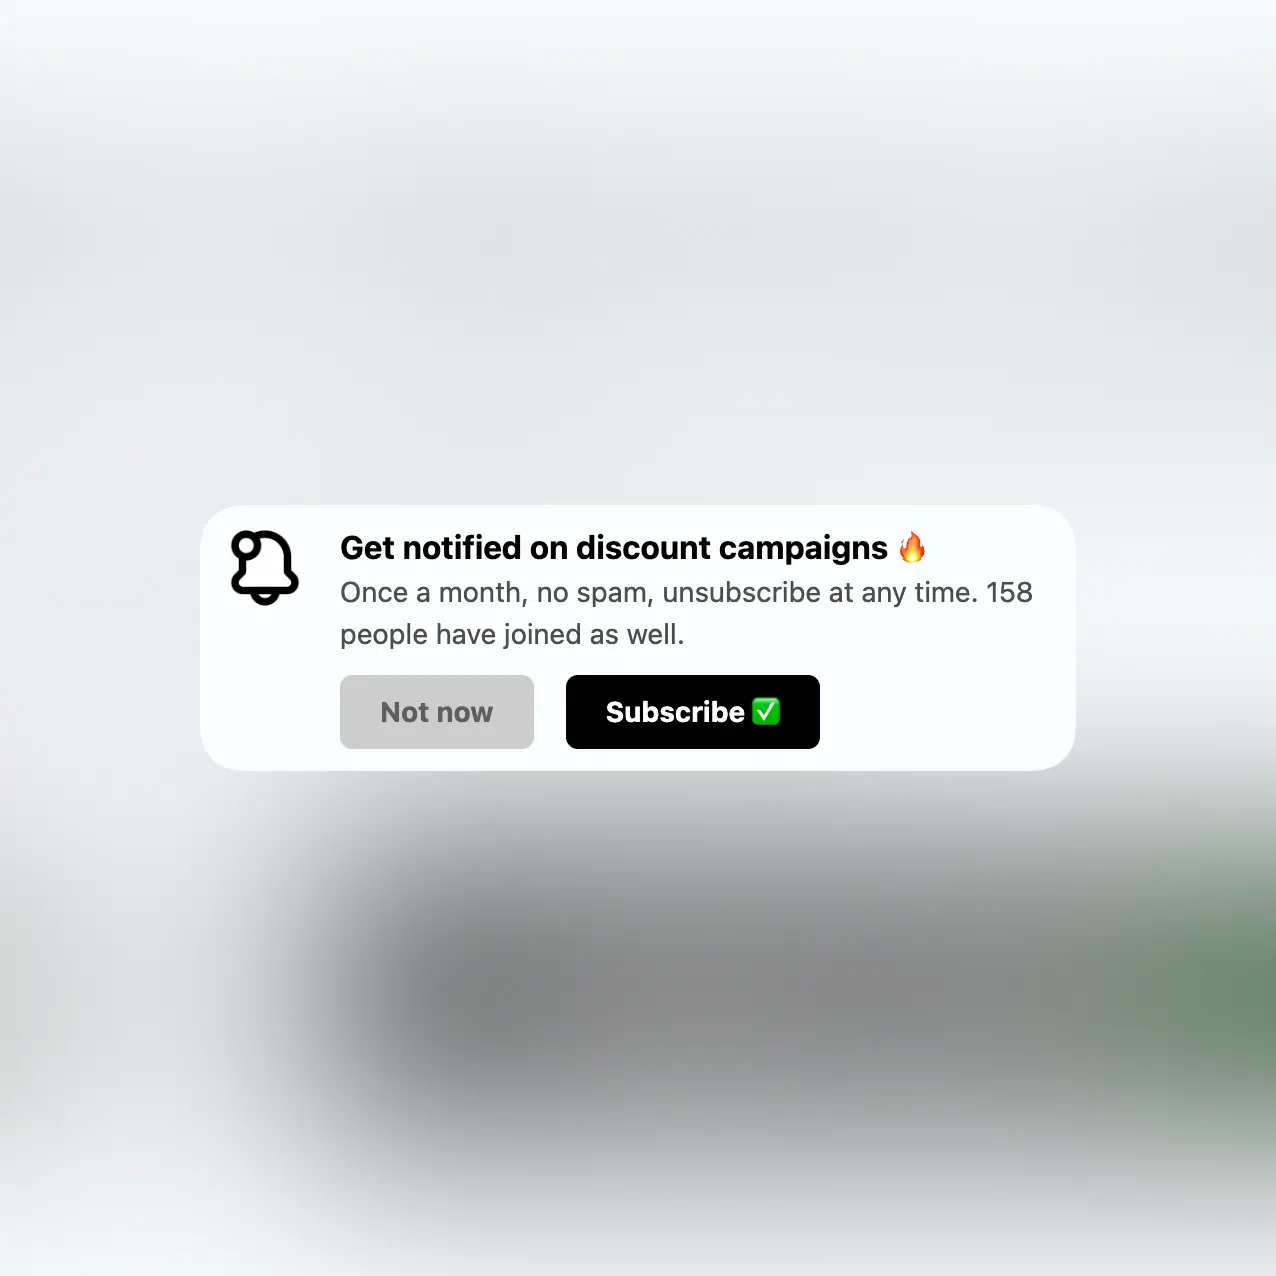 Get notified on discount campaigns 🔥
Once a month, no spam, unsubscribe at any time. 158
people have joined as well.
Not now
Subscribe ✅